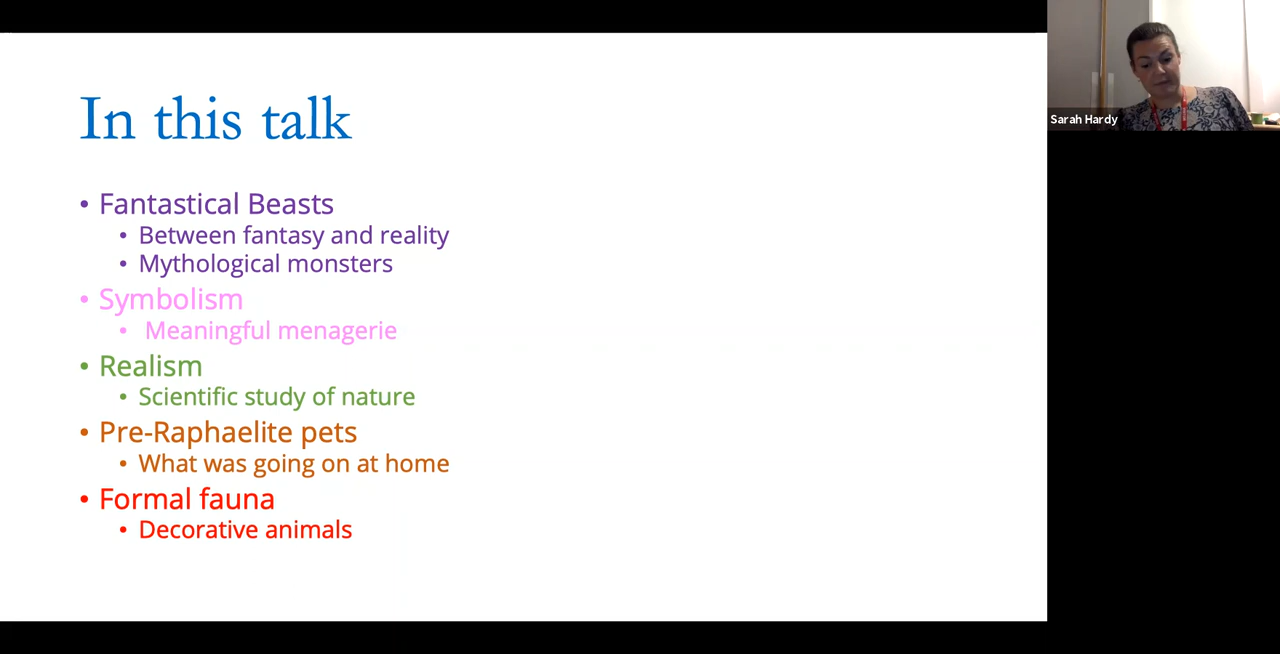 In this talk
• Fantastical Beasts
• Between fantasy and reality
• Mythological monsters
• Symbolism
• Meaningful menagerie
• Realism
• Scientific study of nature
• Pre-Raphaelite pets
• What was going on at home
• Formal fauna
• Decorative animals
Sarah Hardy